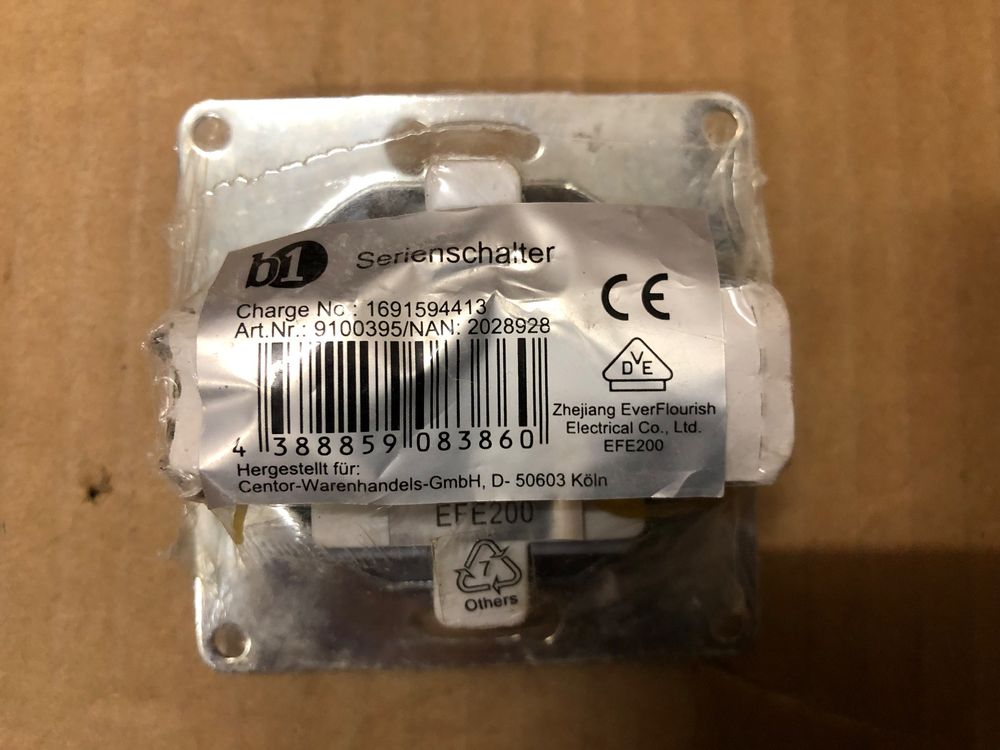 b1 Serienschalter
CE
Charge No : 1691594413
Art.Nr.: 9100395/NAN: 2028928
DVE
4 388859 083860
Zhejiang EverFlourish
Electrical Co., Ltd.
EFE200
Hergestellt für:
Centor-Warenhandels-GmbH, D- 50603 Köln
EFE200
7
Others